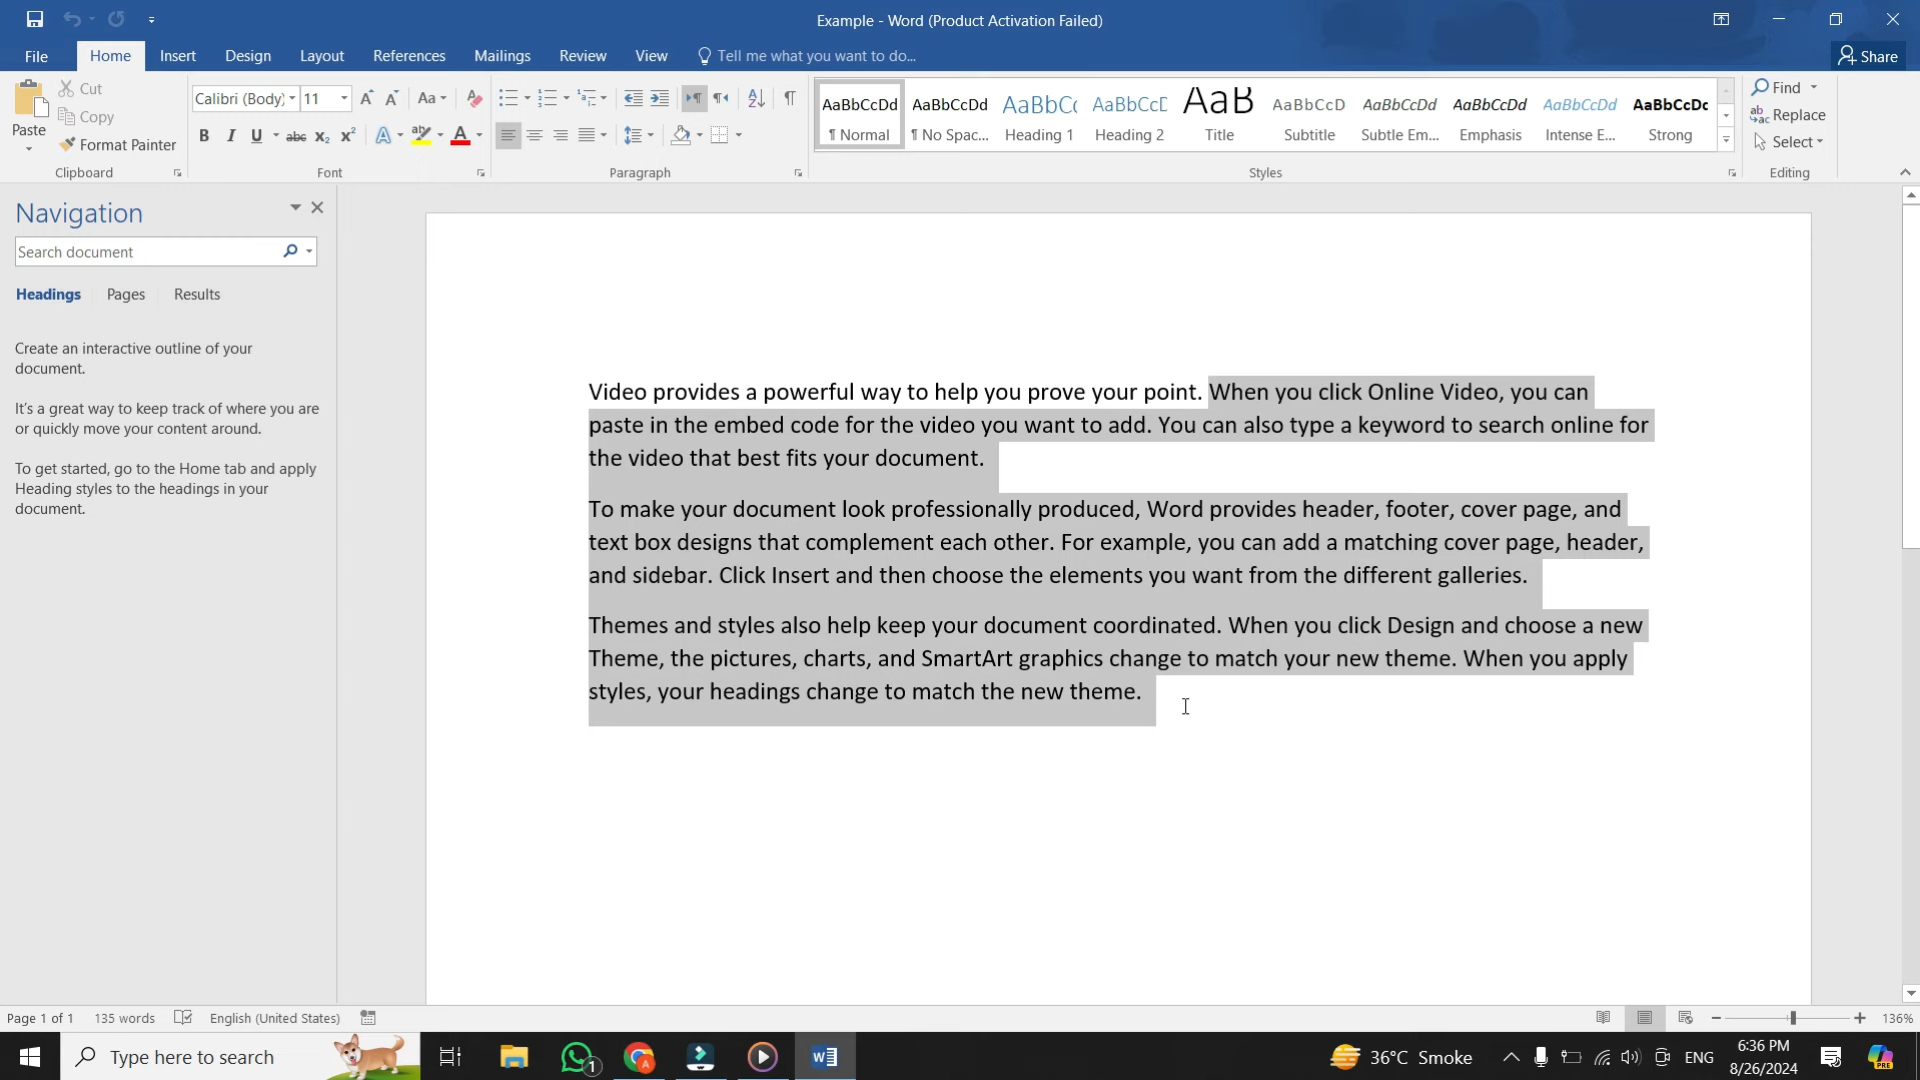 Example - Word (Product Activation Failed)
File Home Insert Design Layout References Mailings Review View Tell me what you want to do... Share
Paste
Cut
Copy
Format Painter
Clipboard
Calibri (Body) 11
Font
Paragraph
AaBbCcDd ¶ Normal
AaBbCcDd ¶ No Spac...
AaBbCc Heading 1
AaBbCcD Heading 2
AaB Title
AaBbCcD Subtitle
AaBbCcDd Subtle Em...
AaBbCcDd Emphasis
AaBbCcDd Intense E...
AaBbCcDc Strong
Styles
Find
Replace
Select
Editing
Navigation
Search document
Headings Pages Results
Create an interactive outline of your
document.
It's a great way to keep track of where you are
or quickly move your content around.
To get started, go to the Home tab and apply
Heading styles to the headings in your
document.
Video provides a powerful way to help you prove your point. When you click Online Video, you can
paste in the embed code for the video you want to add. You can also type a keyword to search online for
the video that best fits your document.
To make your document look professionally produced, Word provides header, footer, cover page, and
text box designs that complement each other. For example, you can add a matching cover page, header,
and sidebar. Click Insert and then choose the elements you want from the different galleries.
Themes and styles also help keep your document coordinated. When you click Design and choose a new
Theme, the pictures, charts, and SmartArt graphics change to match your new theme. When you apply
styles, your headings change to match the new theme.
Page 1 of 1 135 words English (United States) 136%
Type here to search
1
36°C Smoke
ENG
6:36 PM
8/26/2024
PRE